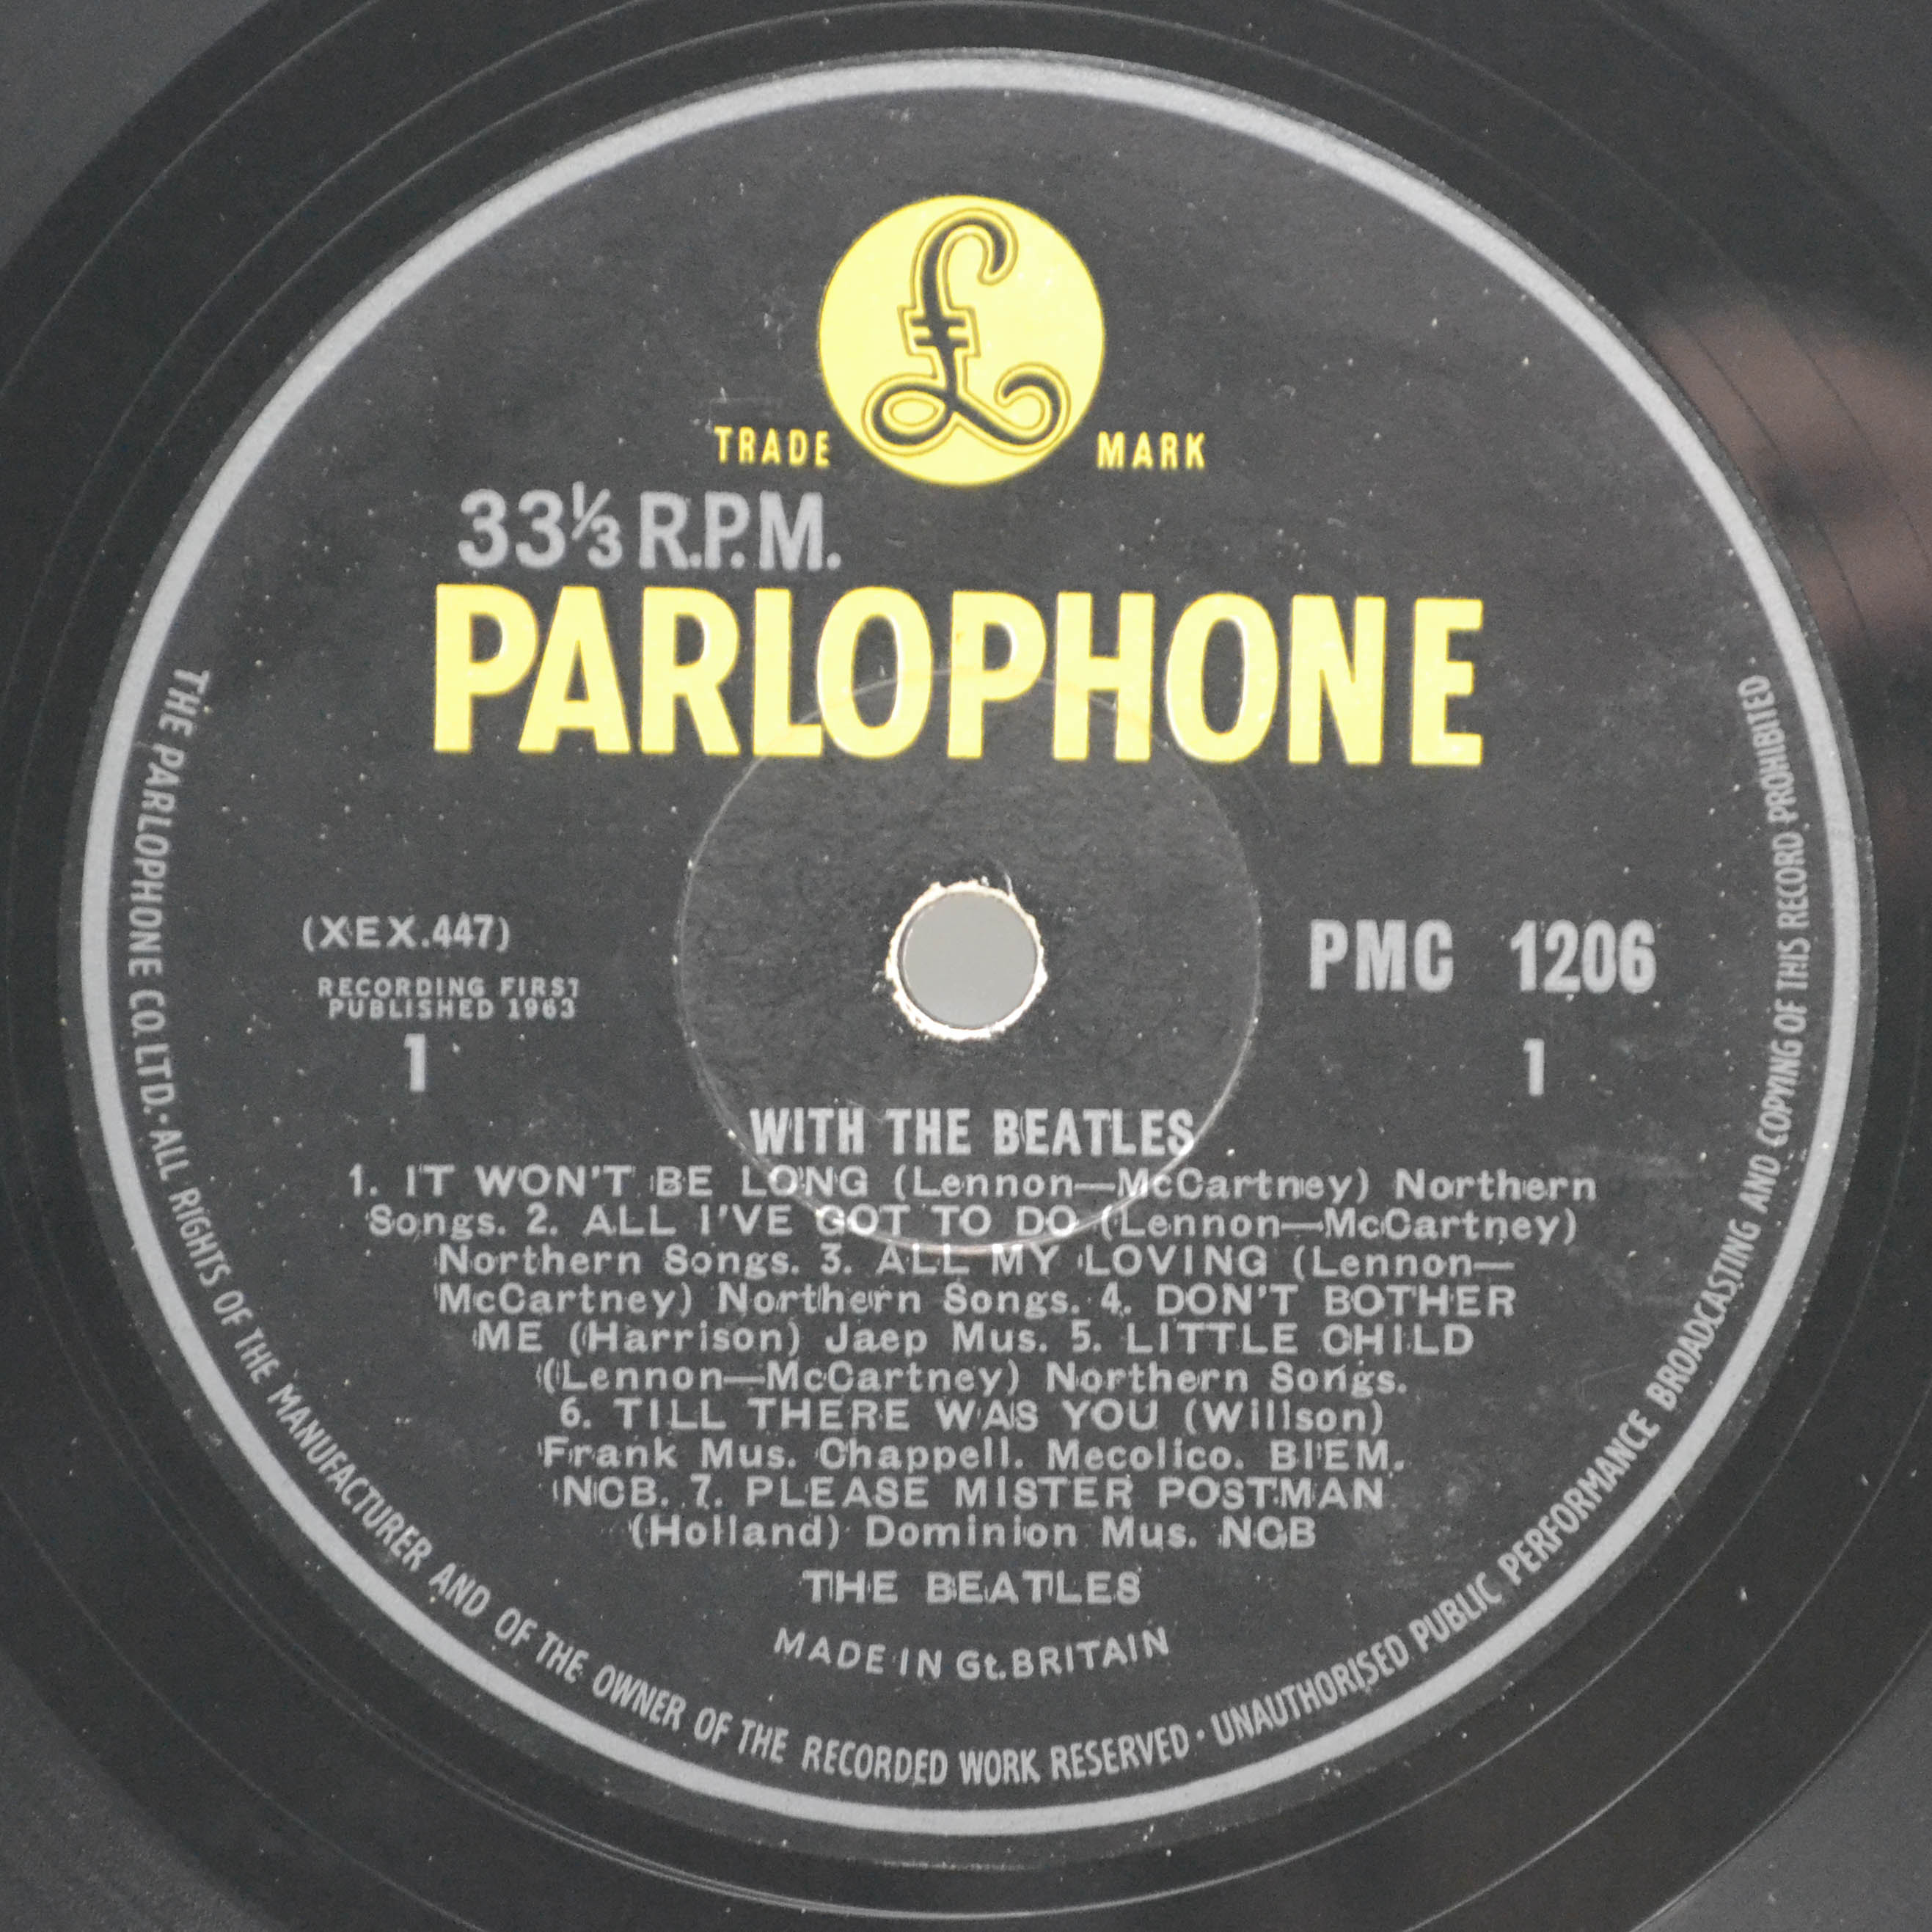 £
TRADE MARK
33⅓ R.P.M.
PARLOPHONE
(XEX.447)
RECORDING FIRST
PUBLISHED 1963
1
PMC 1206
1
WITH THE BEATLES
1. IT WON'T BE LONG (Lennon—McCartney) Northern
Songs. 2. ALL I'VE GOT TO DO (Lennon—McCartney)
Northern Songs. 3. ALL MY LOVING (Lennon—
McCartney) Northern Songs. 4. DON'T BOTHER
ME (Harrison) Jaep Mus. 5. LITTLE CHILD
(Lennon—McCartney) Northern Songs.
6. TILL THERE WAS YOU (Willson)
Frank Mus. Chappell. Mecolico. BIEM.
NCB. 7. PLEASE MISTER POSTMAN
(Holland) Dominion Mus. NCB
THE BEATLES
MADE IN Gt. BRITAIN
THE PARLOPHONE CO. LTD. · ALL RIGHTS OF THE MANUFACTURER AND OF THE OWNER OF THE RECORDED WORK RESERVED · UNAUTHORISED PUBLIC PERFORMANCE BROADCASTING AND COPYING OF THIS RECORD PROHIBITED ·